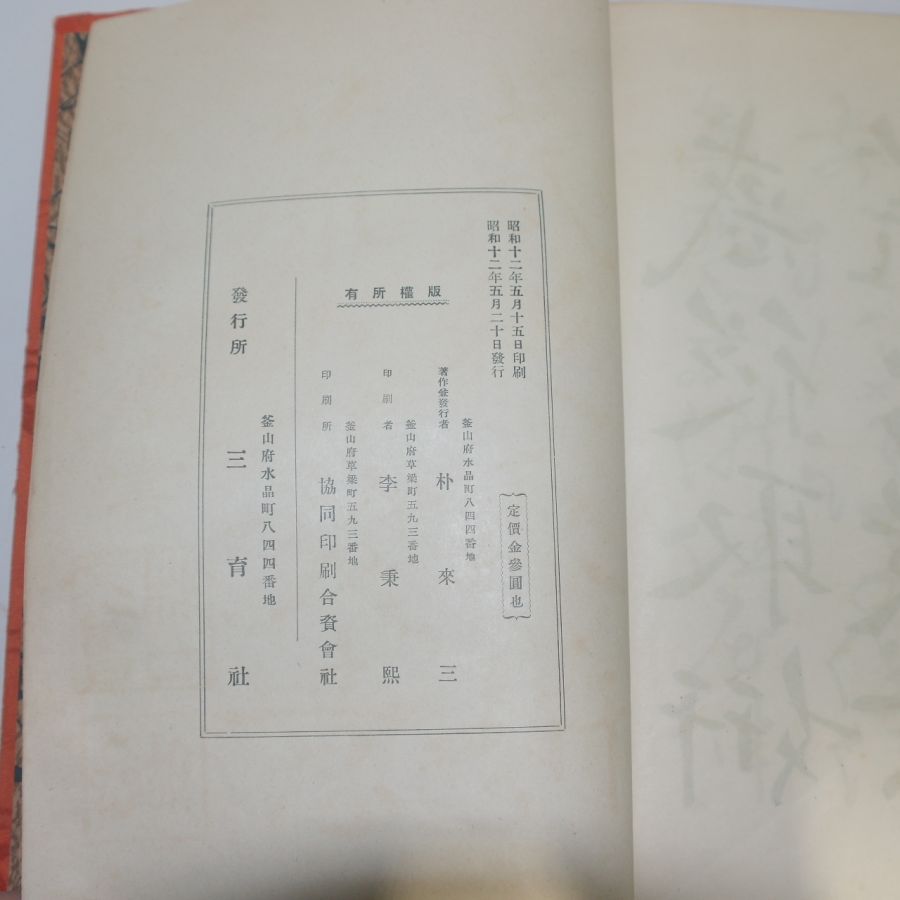 昭和十二年五月十五日印刷
昭和十二年五月二十日發行
定價金參圓也
版權所有
釜山府水晶町八四四番地
著作兼發行者 朴來三
釜山府草梁町五九三番地
印刷者 李秉熙
釜山府草梁町五九三番地
印刷所 協同印刷合資會社
釜山府水晶町八四四番地
發行所 三育社